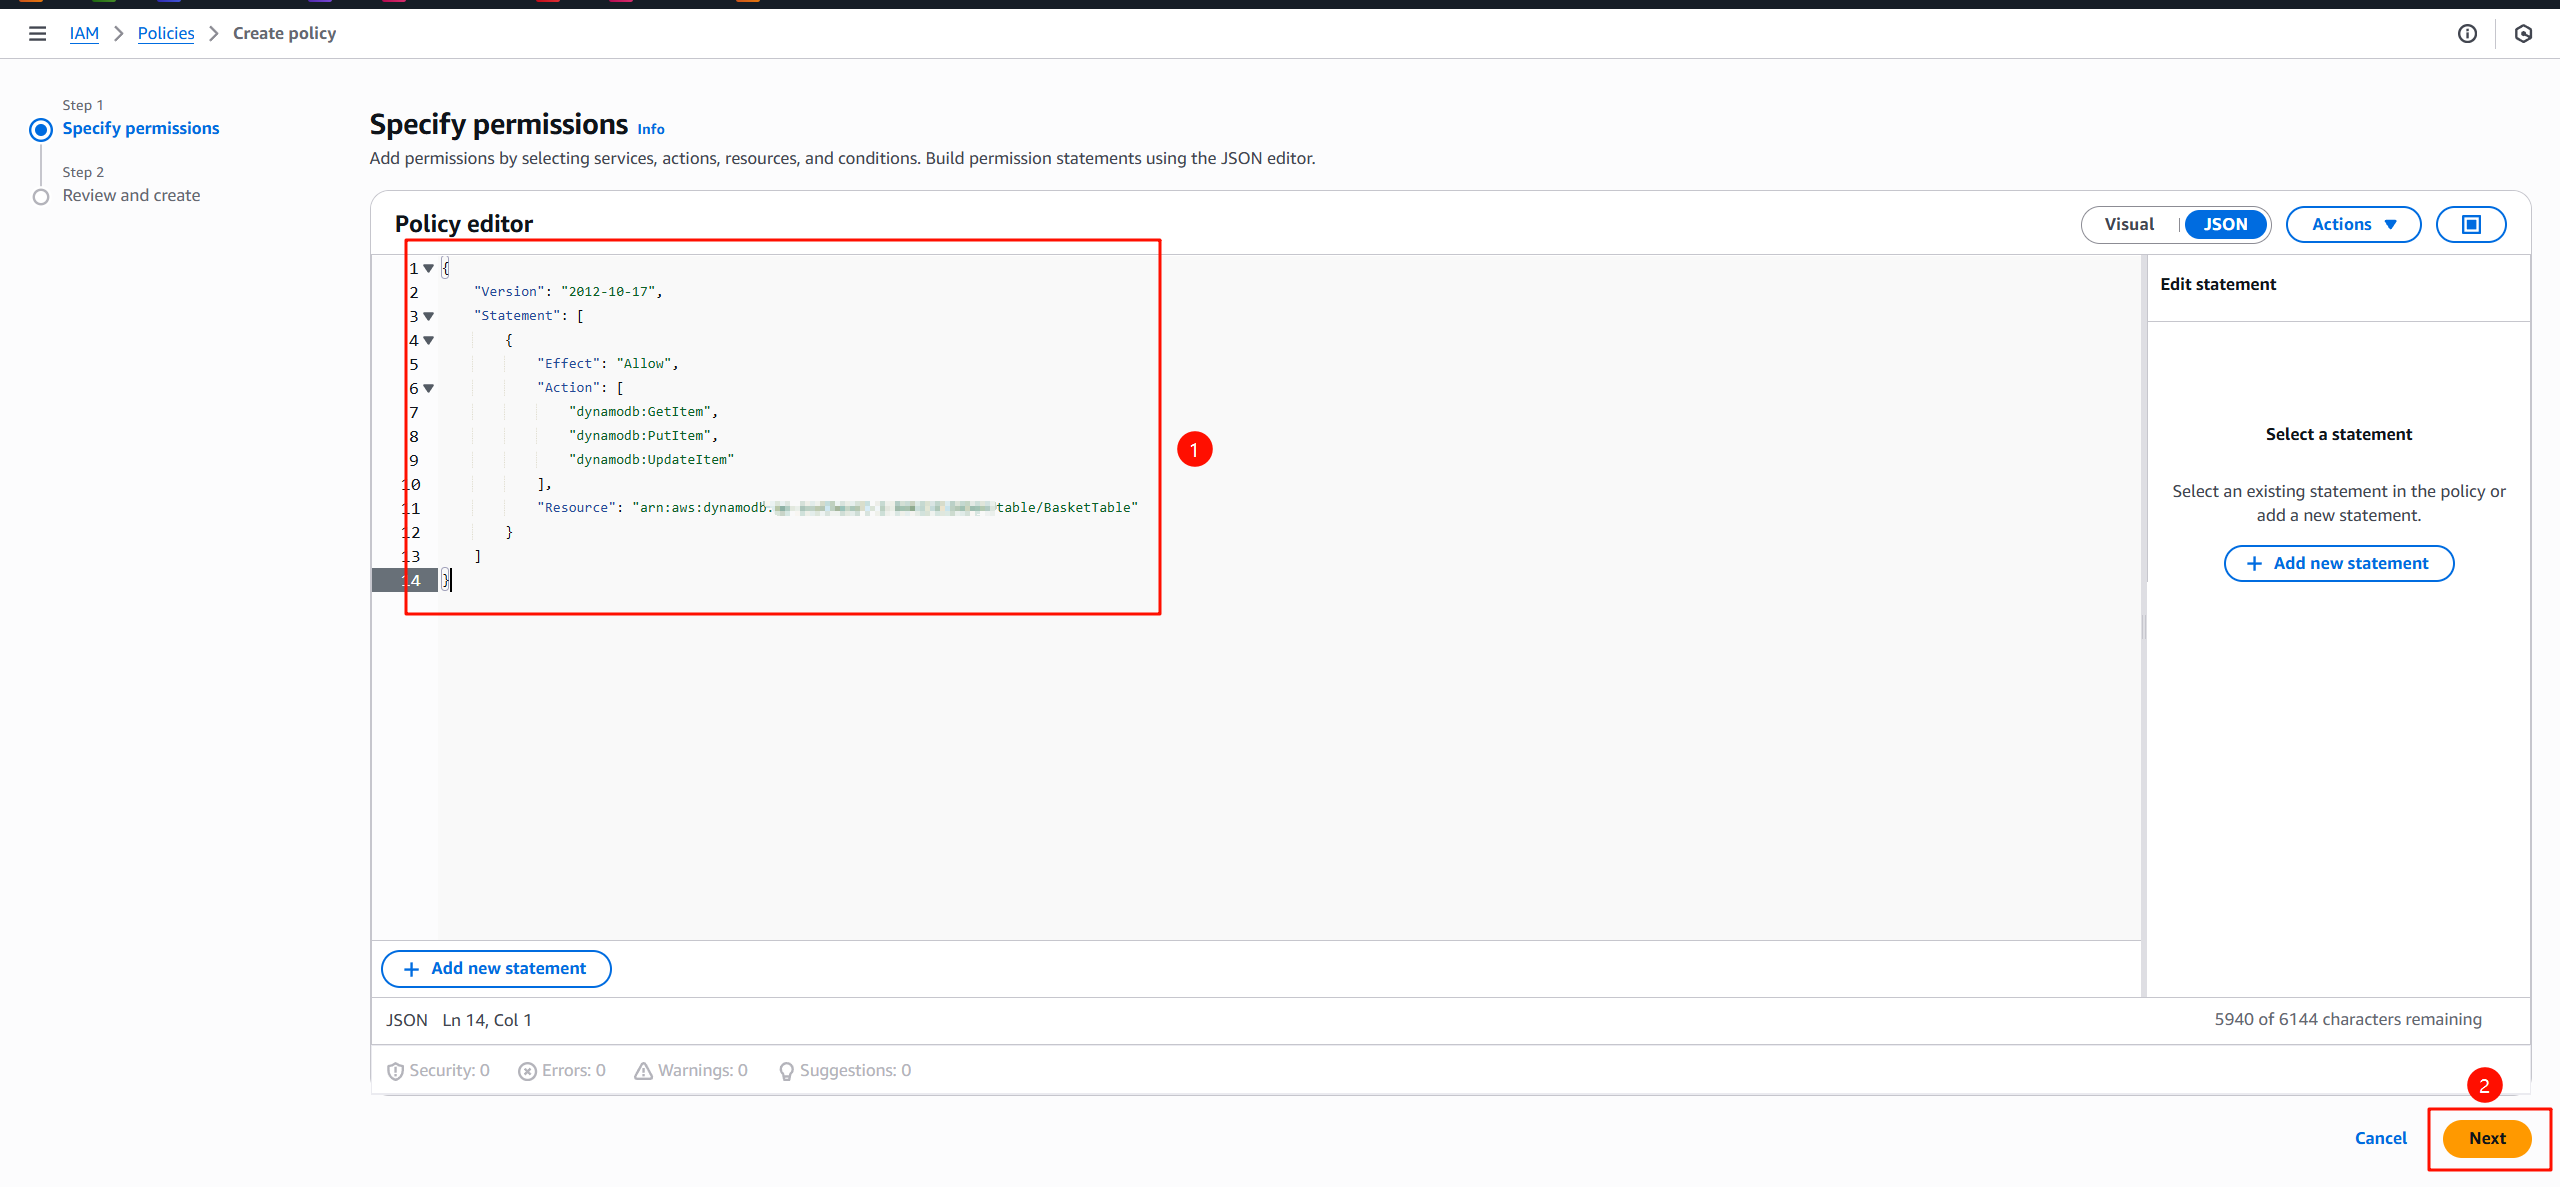 IAM > Policies > Create policy
Step 1
Specify permissions
Step 2
Review and create
Specify permissions Info
Add permissions by selecting services, actions, resources, and conditions. Build permission statements using the JSON editor.
Policy editor
Visual | JSON
Actions
1 {
2 "Version": "2012-10-17",
3 "Statement": [
4 {
5 "Effect": "Allow",
6 "Action": [
7 "dynamodb:GetItem",
8 "dynamodb:PutItem",
9 "dynamodb:UpdateItem"
10 ],
11 "Resource": "arn:aws:dynamodb: table/BasketTable"
12 }
13 ]
14 }
1
Edit statement
Select a statement
Select an existing statement in the policy or
add a new statement.
+ Add new statement
+ Add new statement
JSON Ln 14, Col 1
5940 of 6144 characters remaining
Security: 0 Errors: 0 Warnings: 0 Suggestions: 0
2
Cancel
Next